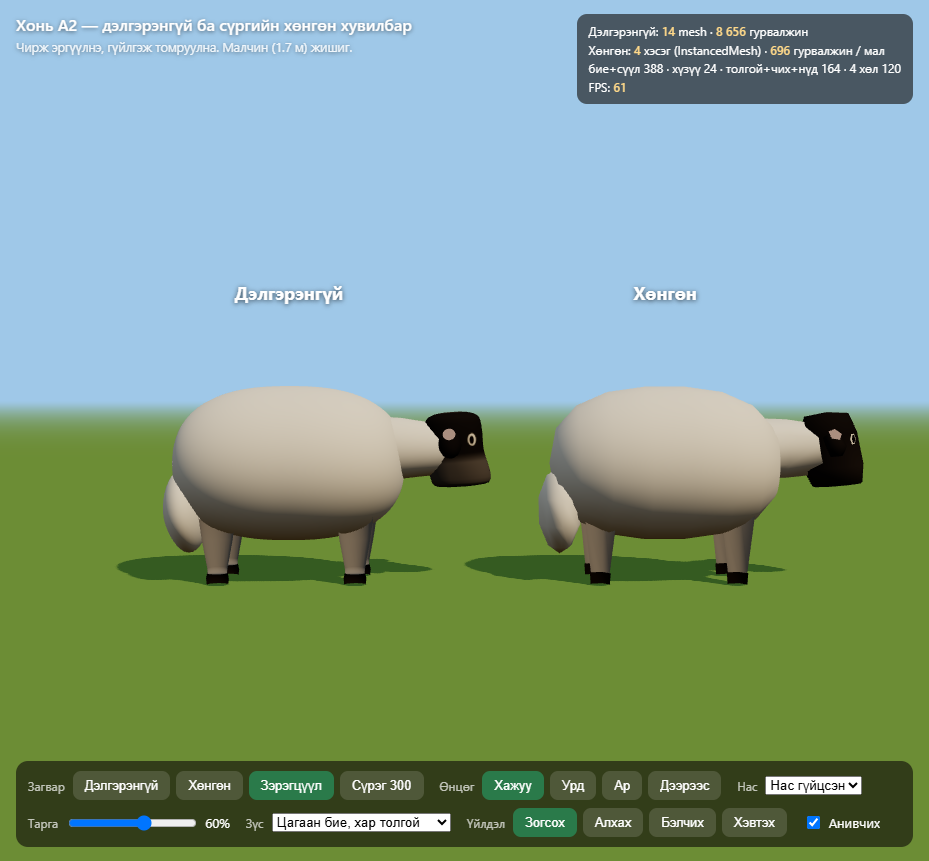 Хонь A2 — дэлгэрэнгүй ба сүргийн хөнгөн хувилбар
Чирж эргүүлнэ, гүйлгэж томруулна. Малчин (1.7 м) жишиг.
Дэлгэрэнгүй: 14 mesh · 8 656 гурвалжин
Хөнгөн: 4 хэсэг (InstancedMesh) · 696 гурвалжин / мал
бие+сүүл 388 · хүзүү 24 · толгой+чих+нүд 164 · 4 хөл 120
FPS: 61
Дэлгэрэнгүй
Хөнгөн
Загвар Дэлгэрэнгүй Хөнгөн Зэрэгцүүл Сүрэг 300 Өнцөг Хажуу Урд Ар Дээрээс Нас Нас гүйцсэн
Тарга 60% Зүс Цагаан бие, хар толгой Үйлдэл Зогсох Алхах Бэлчих Хэвтэх Анивчих